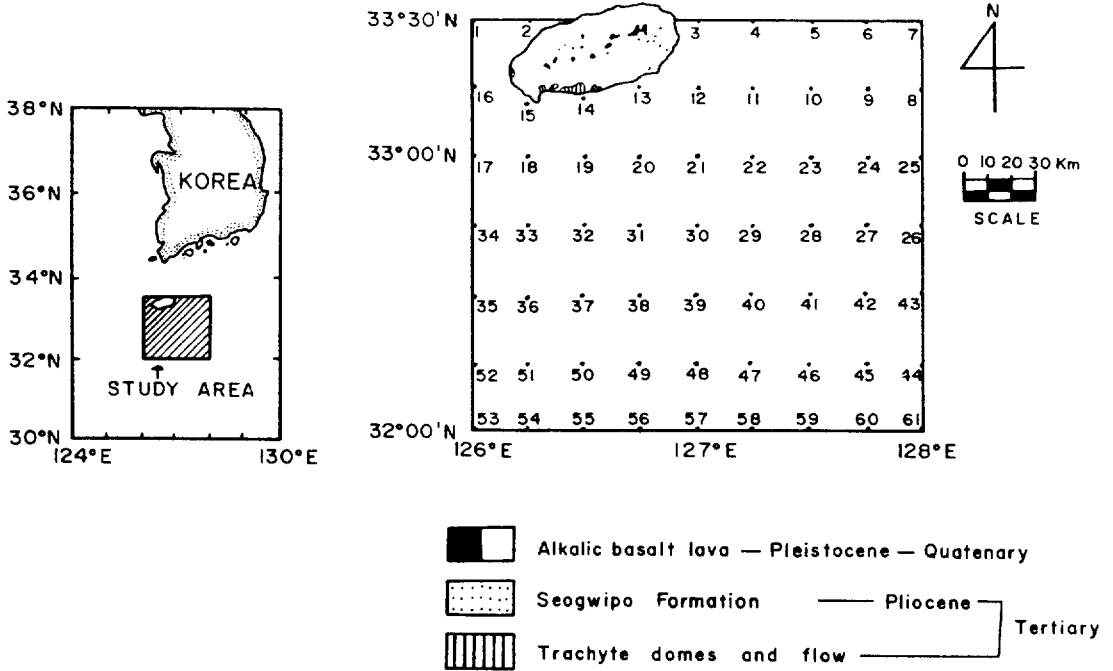 38°N
36°N
34°N
32°N
30°N
124°E
130°E
KOREA
STUDY AREA
33°30'N
33°00'N
32°00'N
126°E
127°E
128°E
1 2 3 4 5 6 7
16 15 14 13 12 11 10 9 8
17 18 19 20 21 22 23 24 25
34 33 32 31 30 29 28 27 26
35 36 37 38 39 40 41 42 43
52 51 50 49 48 47 46 45 44
53 54 55 56 57 58 59 60 61
N
0 10 20 30 Km
SCALE
Alkalic basalt lava — Pleistocene — Quatenary
Seogwipo Formation — Pliocene
Tertiary
Trachyte domes and flow